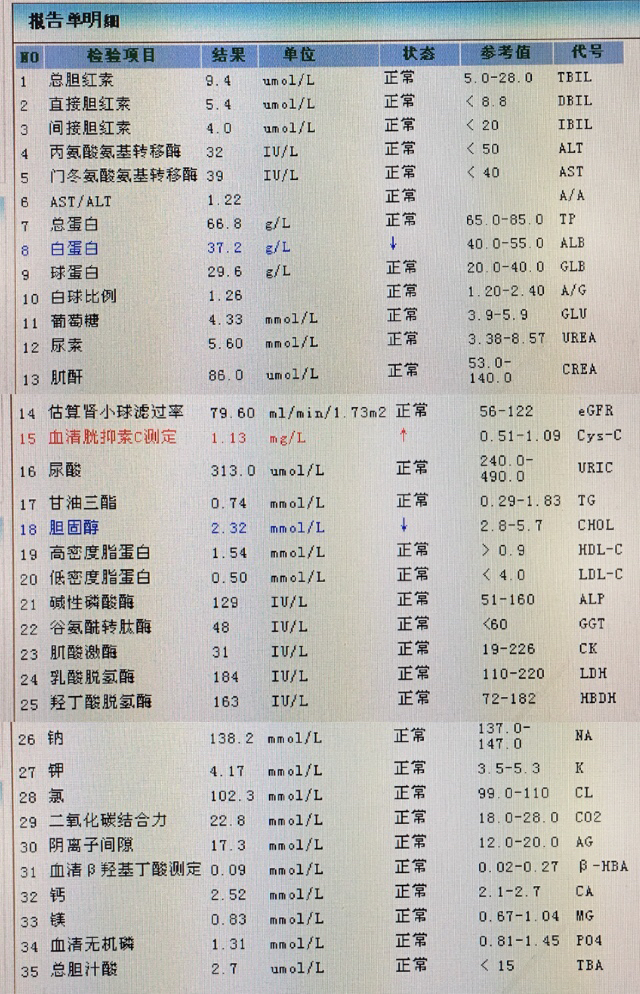 报告单明细
NO 检验项目 结果 单位 状态 参考值 代号
1 总胆红素 9.4 umol/L 正常 5.0-28.0 TBIL
2 直接胆红素 5.4 umol/L 正常 < 8.8 DBIL
3 间接胆红素 4.0 umol/L 正常 < 20 IBIL
4 丙氨酸氨基转移酶 32 IU/L 正常 < 50 ALT
5 门冬氨酸氨基转移酶 39 IU/L 正常 < 40 AST
6 AST/ALT 1.22 正常 A/A
7 总蛋白 66.8 g/L 正常 65.0-85.0 TP
8 白蛋白 37.2 g/L ↓ 40.0-55.0 ALB
9 球蛋白 29.6 g/L 正常 20.0-40.0 GLB
10 白球比例 1.26 正常 1.20-2.40 A/G
11 葡萄糖 4.33 mmol/L 正常 3.9-5.9 GLU
12 尿素 5.60 mmol/L 正常 3.38-8.57 UREA
13 肌酐 86.0 umol/L 正常 53.0-140.0 CREA
14 估算肾小球滤过率 79.60 ml/min/1.73m2 正常 56-122 eGFR
15 血清胱抑素C测定 1.13 mg/L ↑ 0.51-1.09 Cys-C
16 尿酸 313.0 umol/L 正常 240.0-490.0 URIC
17 甘油三酯 0.74 mmol/L 正常 0.29-1.83 TG
18 胆固醇 2.32 mmol/L ↓ 2.8-5.7 CHOL
19 高密度脂蛋白 1.54 mmol/L 正常 > 0.9 HDL-C
20 低密度脂蛋白 0.50 mmol/L 正常 < 4.0 LDL-C
21 碱性磷酸酶 129 IU/L 正常 51-160 ALP
22 谷氨酰转肽酶 48 IU/L 正常 <60 GGT
23 肌酸激酶 31 IU/L 正常 19-226 CK
24 乳酸脱氢酶 184 IU/L 正常 110-220 LDH
25 羟丁酸脱氢酶 163 IU/L 正常 72-182 HBDH
26 钠 138.2 mmol/L 正常 137.0-147.0 NA
27 钾 4.17 mmol/L 正常 3.5-5.3 K
28 氯 102.3 mmol/L 正常 99.0-110 CL
29 二氧化碳结合力 22.8 mmol/L 正常 18.0-28.0 CO2
30 阴离子间隙 17.3 mmol/L 正常 12.0-20.0 AG
31 血清β羟基丁酸测定 0.09 mmol/L 正常 0.02-0.27 β-HBA
32 钙 2.52 mmol/L 正常 2.1-2.7 CA
33 镁 0.83 mmol/L 正常 0.67-1.04 MG
34 血清无机磷 1.31 mmol/L 正常 0.81-1.45 PO4
35 总胆汁酸 2.7 umol/L 正常 < 15 TBA